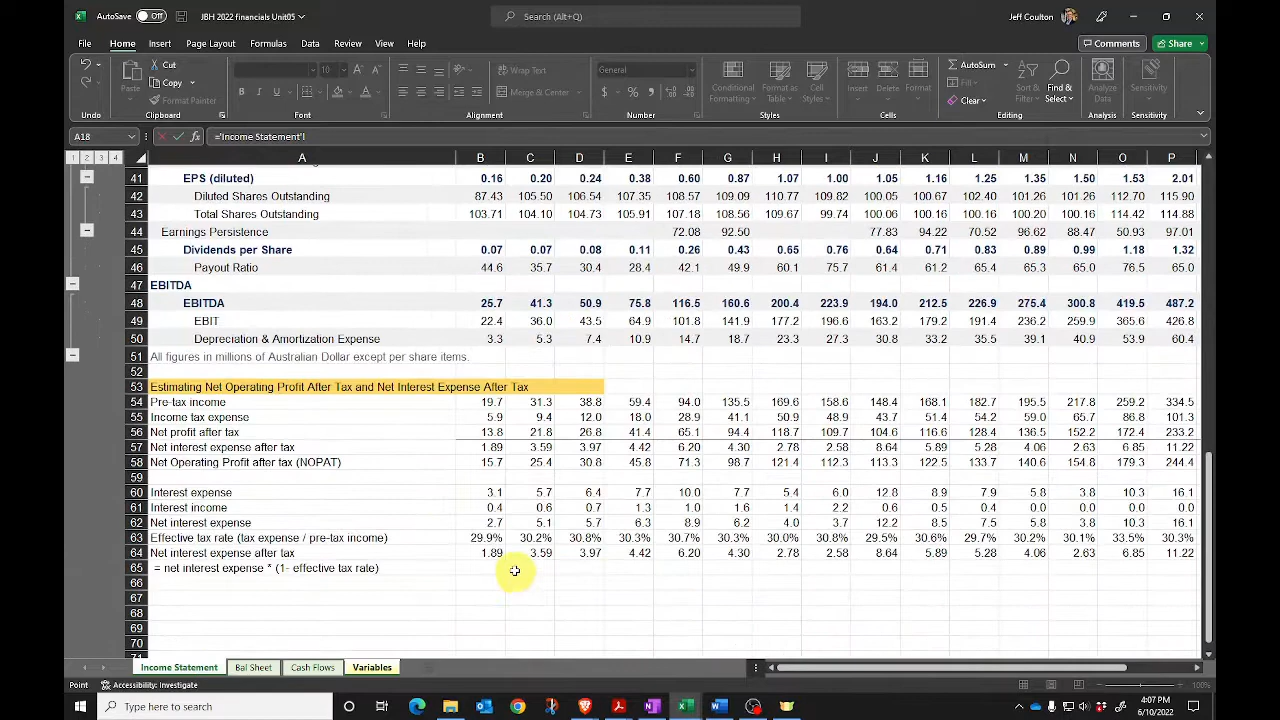 AutoSave Off JBH 2022 financials Unit05 Search (Alt+Q) Jeff Coulton
File Home Insert Page Layout Formulas Data Review View Help Comments Share
Paste Cut Copy Format Painter 10 Wrap Text Merge & Center General Conditional Formatting Format as Table Cell Styles Insert Delete Format AutoSum Fill Clear Sort & Filter Find & Select Analyze Data Sensitivity
Undo Clipboard Font Alignment Number Styles Cells Editing Analysis Sensitivity
A18 ='Income Statement'!
1 2 3 4 A B C D E F G H I J K L M N O P
41 EPS (diluted) 0.16 0.20 0.24 0.38 0.60 0.87 1.07 1.00 1.05 1.16 1.25 1.35 1.50 1.53 2.01
42 Diluted Shares Outstanding 87.43 105.50 106.54 107.35 108.57 109.09 110.77 109.82 100.05 100.67 102.40 101.26 101.26 112.70 115.90
43 Total Shares Outstanding 103.71 104.10 104.73 105.91 107.18 108.56 109.67 99.74 100.06 100.16 100.16 100.20 100.16 114.42 114.88
44 Earnings Persistence 72.08 92.50 77.83 94.22 70.52 96.62 88.47 50.93 97.01
45 Dividends per Share 0.07 0.07 0.08 0.11 0.26 0.43 0.65 0.76 0.64 0.71 0.83 0.89 0.99 1.18 1.32
46 Payout Ratio 44.6 35.7 30.4 28.4 42.1 49.9 60.1 75.7 61.4 61.2 65.4 65.3 65.0 76.5 65.0
47 EBITDA
48 EBITDA 25.7 41.3 50.9 75.8 116.5 160.6 200.4 223.9 194.0 212.5 226.9 275.4 300.8 419.5 487.2
49 EBIT 22.4 36.0 43.5 64.9 101.8 141.9 177.2 196.6 163.2 179.2 191.4 236.2 259.9 365.6 426.8
50 Depreciation & Amortization Expense 3.3 5.3 7.4 10.9 14.7 18.7 23.3 27.3 30.8 33.2 35.5 39.1 40.9 53.9 60.4
51 All figures in millions of Australian Dollar except per share items.
52
53 Estimating Net Operating Profit After Tax and Net Interest Expense After Tax
54 Pre-tax income 19.7 31.3 38.8 59.4 94.0 135.5 169.6 158.6 148.4 168.1 182.7 195.5 217.8 259.2 334.5
55 Income tax expense 5.9 9.4 12.0 18.0 28.9 41.1 50.9 48.9 43.7 51.4 54.2 59.0 65.7 86.8 101.3
56 Net profit after tax 13.8 21.8 26.8 41.4 65.1 94.4 118.7 109.7 104.6 116.6 128.4 136.5 152.2 172.4 233.2
57 Net interest expense after tax 1.89 3.59 3.97 4.42 6.20 4.30 2.78 2.58 8.64 5.89 5.28 4.06 2.63 6.85 11.22
58 Net Operating Profit after tax (NOPAT) 15.7 25.4 30.8 45.8 71.3 98.7 121.4 112.3 113.3 122.5 133.7 140.6 154.8 179.3 244.4
59
60 Interest expense 3.1 5.7 6.4 7.7 10.0 7.7 5.4 6.0 12.8 8.9 7.9 5.8 3.8 10.3 16.1
61 Interest income 0.4 0.6 0.7 1.3 1.0 1.6 1.4 2.2 0.6 0.5 0.4 0.0 0.0 0.0 0.0
62 Net interest expense 2.7 5.1 5.7 6.3 8.9 6.2 4.0 3.7 12.2 8.5 7.5 5.8 3.8 10.3 16.1
63 Effective tax rate (tax expense / pre-tax income) 29.9% 30.2% 30.8% 30.3% 30.7% 30.3% 30.0% 30.8% 29.5% 30.6% 29.7% 30.2% 30.1% 33.5% 30.3%
64 Net interest expense after tax 1.89 3.59 3.97 4.42 6.20 4.30 2.78 2.58 8.64 5.89 5.28 4.06 2.63 6.85 11.22
65 = net interest expense * (1- effective tax rate)
66
67
68
69
70
Income Statement Bal Sheet Cash Flows Variables
Point Accessibility: Investigate 100%
Type here to search 4:07 PM
6/10/2022